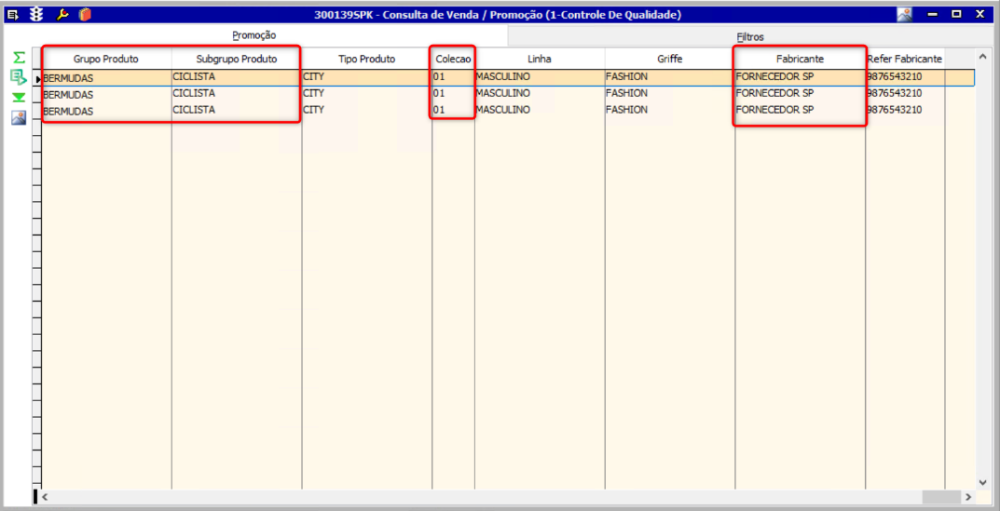 300139SPK - Consulta de Venda / Promoção (1-Controle De Qualidade)
Promoção Filtros
Grupo Produto Subgrupo Produto Tipo Produto Colecao Linha Griffe Fabricante Refer Fabricante
BERMUDAS CICLISTA CITY 01 MASCULINO FASHION FORNECEDOR SP 9876543210
BERMUDAS CICLISTA CITY 01 MASCULINO FASHION FORNECEDOR SP 9876543210
BERMUDAS CICLISTA CITY 01 MASCULINO FASHION FORNECEDOR SP 9876543210